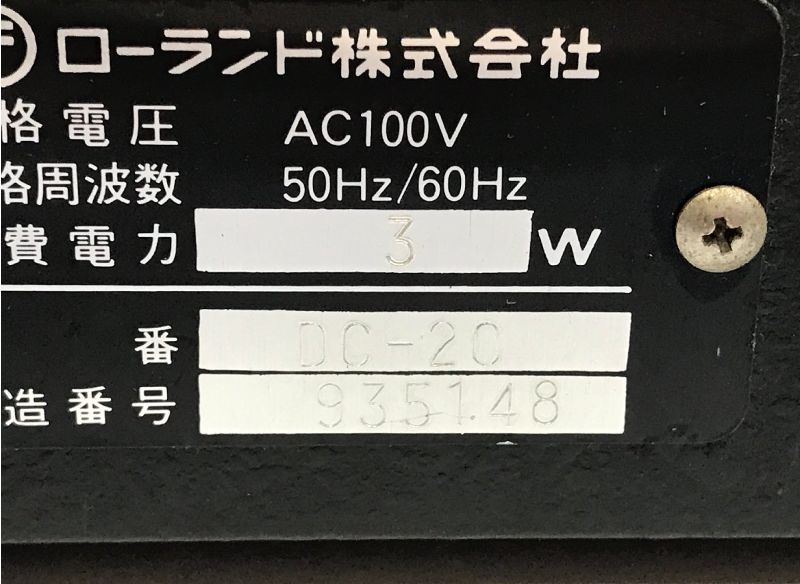 〒 ローランド株式会社
格電圧 AC100V
格周波数 50Hz/60Hz
費電力 3 W
番 DC-20
造番号 935148